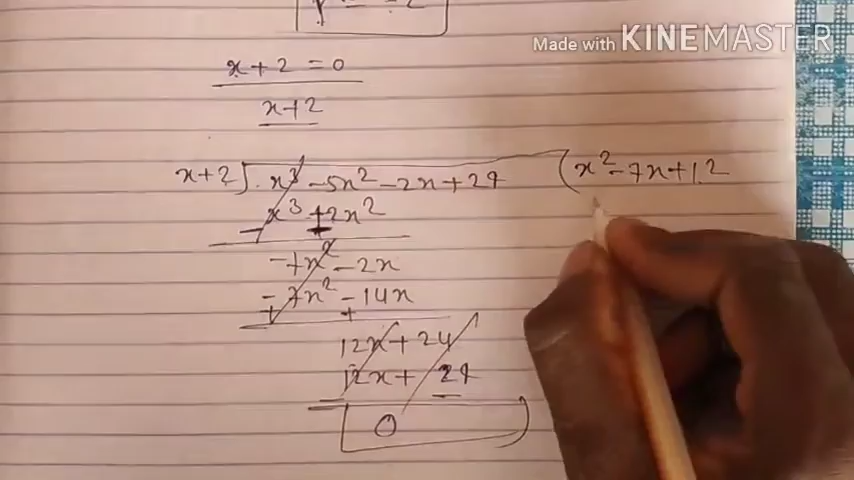 Made with KINEMASTER
x + 2 = 0
x + 2
x + 2 ) x³ - 5x² - 2x + 24 ( x² - 7x + 12
x³ + 2x²
-
-7x² - 2x
-7x² - 14x
+ +
12x + 24
12x + 24
0